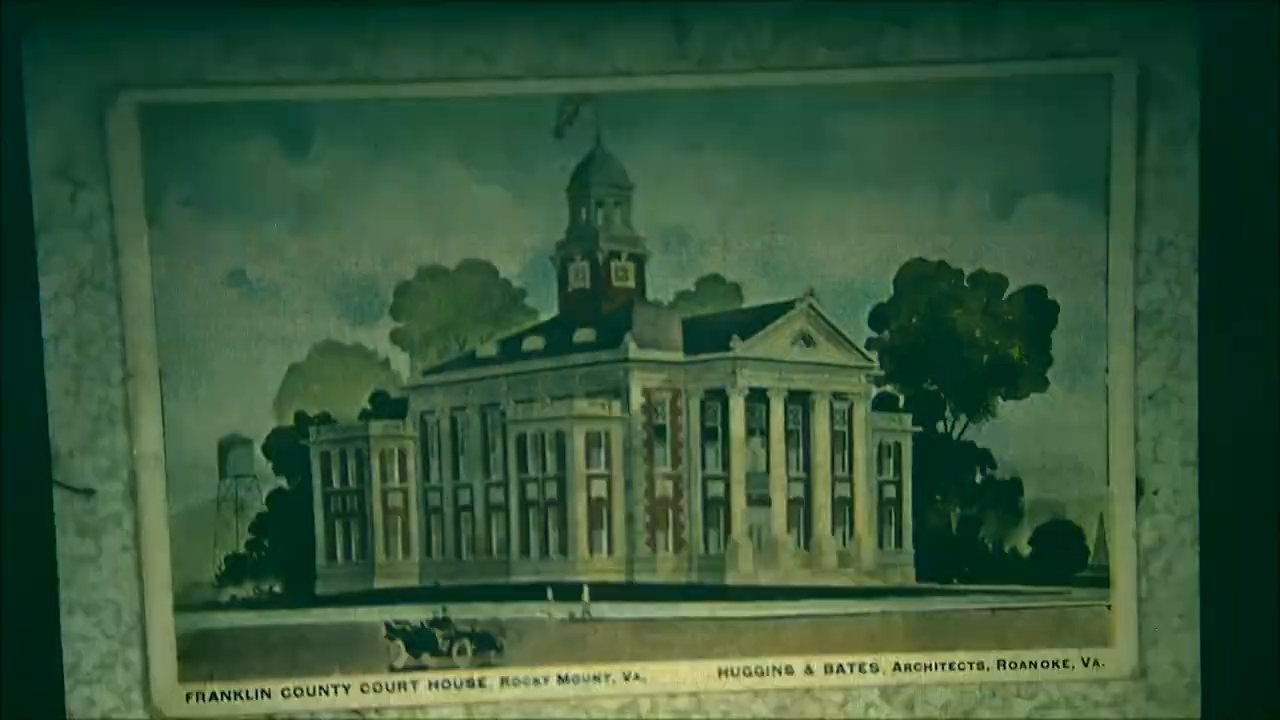 FRANKLIN COUNTY COURT HOUSE, ROCKY MOUNT, VA.
HUGGINS & BATES, ARCHITECTS, ROANOKE, VA.